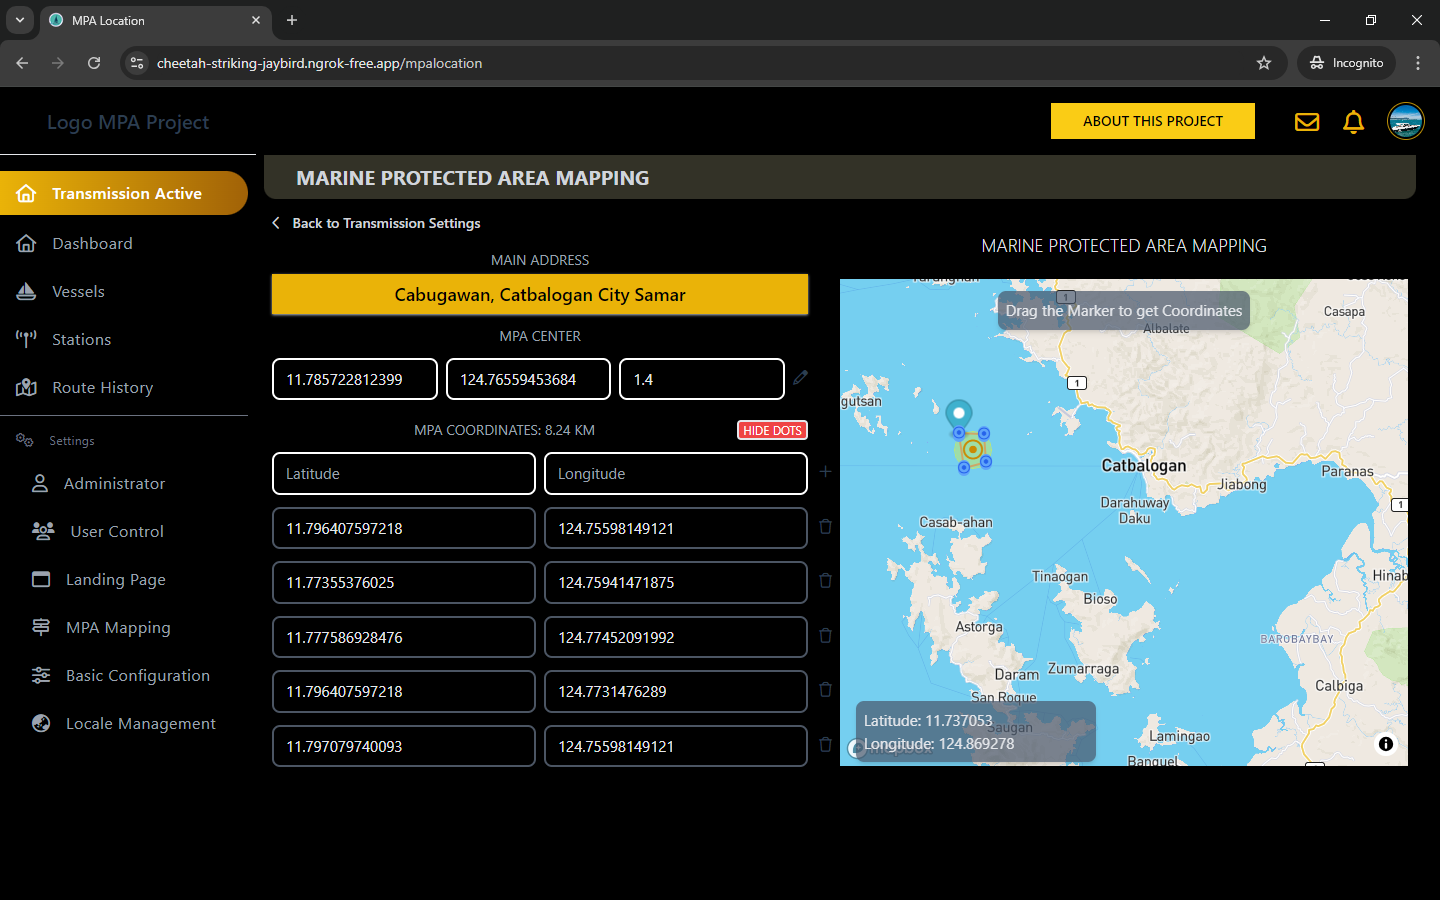 MPA Location
cheetah-striking-jaybird.ngrok-free.app/mpalocation
Incognito
Logo MPA Project
ABOUT THIS PROJECT
Transmission Active
Dashboard
Vessels
Stations
Route History
Settings
Administrator
User Control
Landing Page
MPA Mapping
Basic Configuration
Locale Management
MARINE PROTECTED AREA MAPPING
Back to Transmission Settings
MAIN ADDRESS
Cabugawan, Catbalogan City Samar
MPA CENTER
11.785722812399
124.76559453684
1.4
MPA COORDINATES: 8.24 KM
HIDE DOTS
Latitude
Longitude
11.796407597218
124.75598149121
11.77355376025
124.75941471875
11.777586928476
124.77452091992
11.796407597218
124.7731476289
11.797079740093
124.75598149121
MARINE PROTECTED AREA MAPPING
1
Drag the Marker to get Coordinates
Albalate
Casapa
1
gutsan
Catbalogan
Paranas
Jiabong
1
Darahuway
Daku
Casab-ahan
Tinaogan
Hinab
Bioso
Astorga
BAROBAYBAY
Zumarraga
Daram
Calbiga
San Roque
Saugan
Latitude: 11.737053
Longitude: 124.869278
Lamingao
Banquel